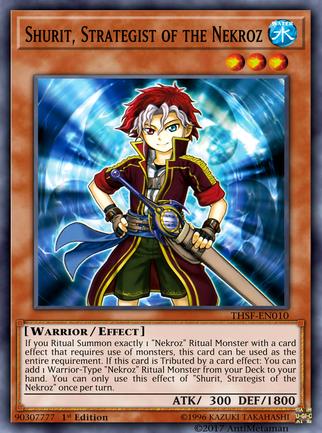 Shurit, Strategist of the Nekroz
WATER
水
THSF-EN010
[Warrior / Effect]
If you Ritual Summon exactly 1 "Nekroz" Ritual Monster with a card
effect that requires use of monsters, this card can be used as the
entire requirement. If this card is Tributed by a card effect: You can
add 1 Warrior-Type "Nekroz" Ritual Monster from your Deck to your
hand. You can only use this effect of "Shurit, Strategist of the
Nekroz" once per turn.
ATK/ 300 DEF/1800
90307777 1st Edition ©1996 KAZUKI TAKAHASHI
©2017 AntiMetaman